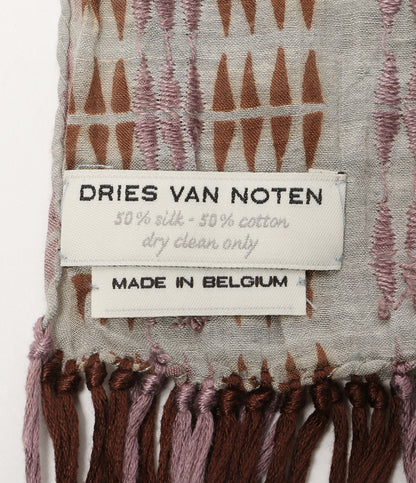 DRIES VAN NOTEN
50% silk - 50% cotton
dry clean only
MADE IN BELGIUM